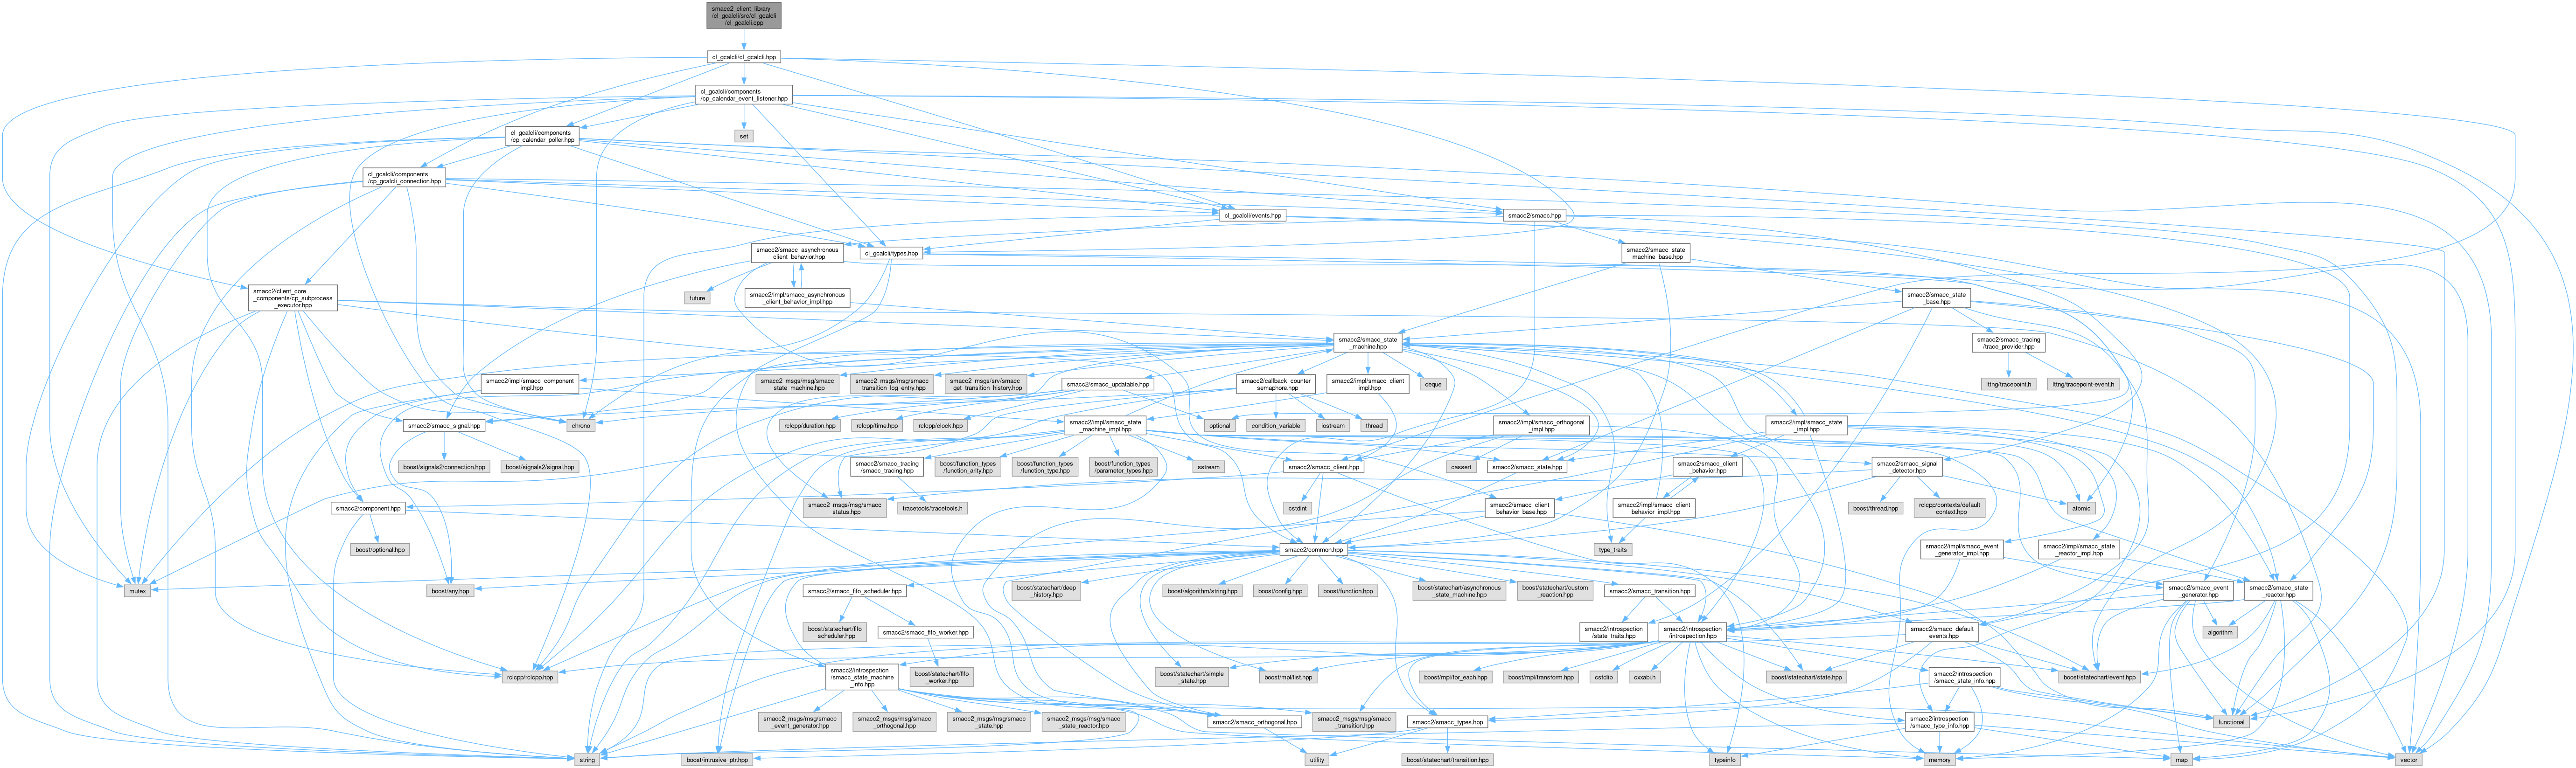 smacc2_client_library
/cl_gcalcli/src/cl_gcalcli
/cl_gcalcli.cpp
cl_gcalcli/cl_gcalcli.hpp
cl_gcalcli/components
/cp_calendar_event_listener.hpp
set
cl_gcalcli/components
/cp_calendar_poller.hpp
cl_gcalcli/components
/cp_gcalcli_connection.hpp
cl_gcalcli/events.hpp
smacc2/smacc.hpp
smacc2/smacc_asynchronous
_client_behavior.hpp
cl_gcalcli/types.hpp
smacc2/smacc_state
_machine_base.hpp
smacc2/client_core
_components/cp_subprocess
_executor.hpp
future
smacc2/impl/smacc_asynchronous
_client_behavior_impl.hpp
smacc2/smacc_state
_base.hpp
smacc2/smacc_state
_machine.hpp
smacc2/smacc_tracing
/trace_provider.hpp
smacc2/impl/smacc_component
_impl.hpp
smacc2_msgs/msg/smacc
_state_machine.hpp
smacc2_msgs/msg/smacc
_transition_log_entry.hpp
smacc2_msgs/srv/smacc
_get_transition_history.hpp
smacc2/smacc_updatable.hpp
smacc2/callback_counter
_semaphore.hpp
smacc2/impl/smacc_client
_impl.hpp
deque
lttng/tracepoint.h
lttng/tracepoint-event.h
smacc2/smacc_signal.hpp
chrono
rclcpp/duration.hpp
rclcpp/time.hpp
rclcpp/clock.hpp
smacc2/impl/smacc_state
_machine_impl.hpp
optional
condition_variable
iostream
thread
smacc2/impl/smacc_orthogonal
_impl.hpp
smacc2/impl/smacc_state
_impl.hpp
boost/signals2/connection.hpp
boost/signals2/signal.hpp
smacc2/smacc_tracing
/smacc_tracing.hpp
boost/function_types
/function_arity.hpp
boost/function_types
/function_type.hpp
boost/function_types
/parameter_types.hpp
sstream
smacc2/smacc_client.hpp
cassert
smacc2/smacc_state.hpp
smacc2/smacc_client
_behavior.hpp
smacc2/smacc_signal
_detector.hpp
smacc2/component.hpp
smacc2_msgs/msg/smacc
_status.hpp
tracetools/tracetools.h
cstdint
smacc2/smacc_client
_behavior_base.hpp
smacc2/impl/smacc_client
_behavior_impl.hpp
boost/thread.hpp
rclcpp/contexts/default
_context.hpp
atomic
boost/optional.hpp
smacc2/common.hpp
type_traits
smacc2/impl/smacc_event
_generator_impl.hpp
smacc2/impl/smacc_state
_reactor_impl.hpp
mutex
boost/any.hpp
smacc2/smacc_fifo_scheduler.hpp
boost/statechart/deep
_history.hpp
boost/algorithm/string.hpp
boost/config.hpp
boost/function.hpp
boost/statechart/asynchronous
_state_machine.hpp
boost/statechart/custom
_reaction.hpp
smacc2/smacc_transition.hpp
smacc2/smacc_event
_generator.hpp
smacc2/smacc_state
_reactor.hpp
boost/statechart/fifo
_scheduler.hpp
smacc2/smacc_fifo_worker.hpp
smacc2/introspection
/state_traits.hpp
smacc2/introspection
/introspection.hpp
smacc2/smacc_default
_events.hpp
algorithm
rclcpp/rclcpp.hpp
smacc2/introspection
/smacc_state_machine
_info.hpp
boost/statechart/fifo
_worker.hpp
boost/statechart/simple
_state.hpp
boost/mpl/list.hpp
boost/mpl/for_each.hpp
boost/mpl/transform.hpp
cstdlib
cxxabi.h
boost/statechart/state.hpp
smacc2/introspection
/smacc_state_info.hpp
boost/statechart/event.hpp
smacc2_msgs/msg/smacc
_event_generator.hpp
smacc2_msgs/msg/smacc
_orthogonal.hpp
smacc2_msgs/msg/smacc
_state.hpp
smacc2_msgs/msg/smacc
_state_reactor.hpp
smacc2/smacc_orthogonal.hpp
smacc2_msgs/msg/smacc
_transition.hpp
smacc2/smacc_types.hpp
smacc2/introspection
/smacc_type_info.hpp
functional
string
boost/intrusive_ptr.hpp
utility
boost/statechart/transition.hpp
typeinfo
memory
map
vector